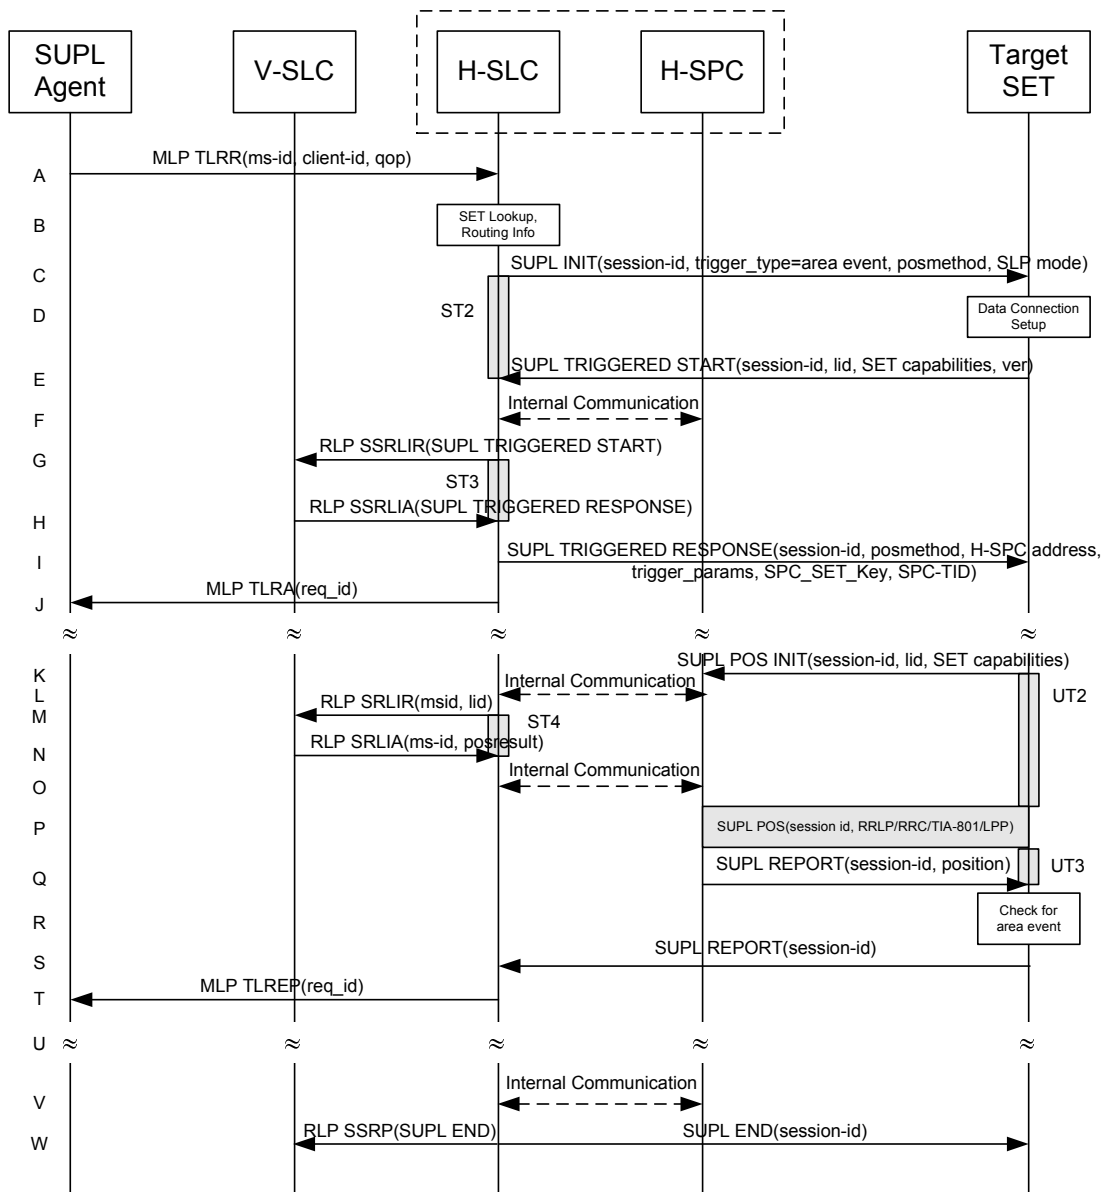 SUPL
Agent
V-SLC
H-SLC
H-SPC
Target
SET
A
MLP TLRR(ms-id, client-id, qop)
B
SET Lookup,
Routing Info
C
SUPL INIT(session-id, trigger_type=area event, posmethod, SLP mode)
D
ST2
Data Connection
Setup
E
SUPL TRIGGERED START(session-id, lid, SET capabilities, ver)
F
Internal Communication
G
RLP SSRLIR(SUPL TRIGGERED START)
ST3
H
RLP SSRLIA(SUPL TRIGGERED RESPONSE)
I
SUPL TRIGGERED RESPONSE(session-id, posmethod, H-SPC address,
trigger_params, SPC_SET_Key, SPC-TID)
J
MLP TLRA(req_id)
≈ ≈ ≈ ≈ ≈
K
SUPL POS INIT(session-id, lid, SET capabilities)
L
Internal Communication
UT2
M
RLP SRLIR(msid, lid)
ST4
N
RLP SRLIA(ms-id, posresult)
O
Internal Communication
P
SUPL POS(session id, RRLP/RRC/TIA-801/LPP)
Q
SUPL REPORT(session-id, position)
UT3
R
Check for
area event
S
SUPL REPORT(session-id)
T
MLP TLREP(req_id)
U ≈ ≈ ≈ ≈ ≈
V
Internal Communication
W
RLP SSRP(SUPL END)
SUPL END(session-id)